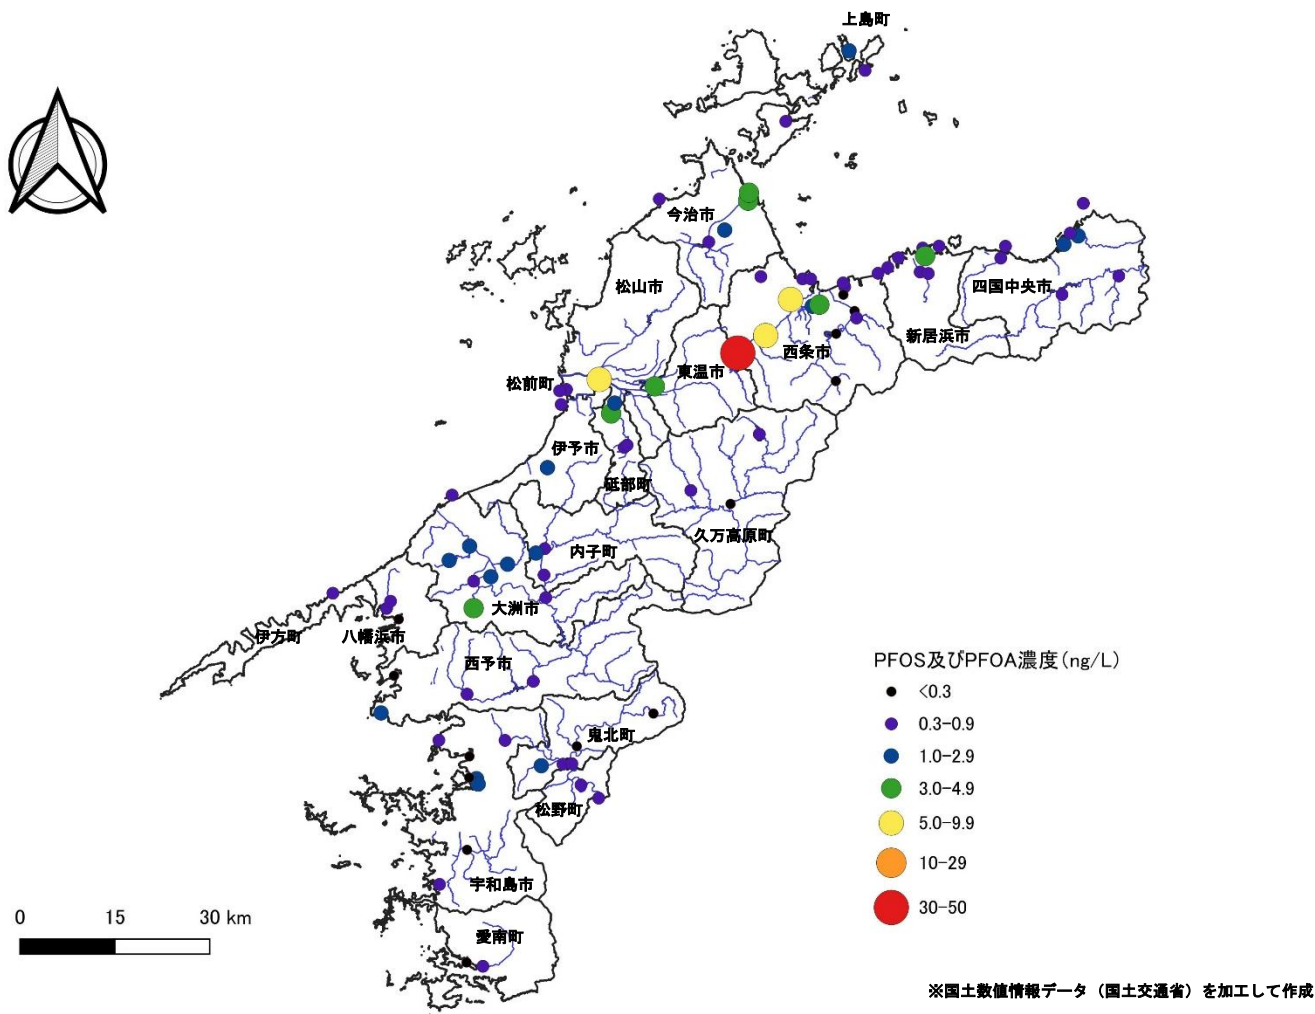 上島町
今治市
松山市
四国中央市
新居浜市
西条市
東温市
松前町
伊予市
砥部町
久万高原町
内子町
大洲市
伊方町
八幡浜市
西予市
鬼北町
松野町
宇和島市
愛南町
PFOS及びPFOA濃度(ng/L)
<0.3
0.3-0.9
1.0-2.9
3.0-4.9
5.0-9.9
10-29
30-50
0 15 30 km
※国土数値情報データ（国土交通省）を加工して作成